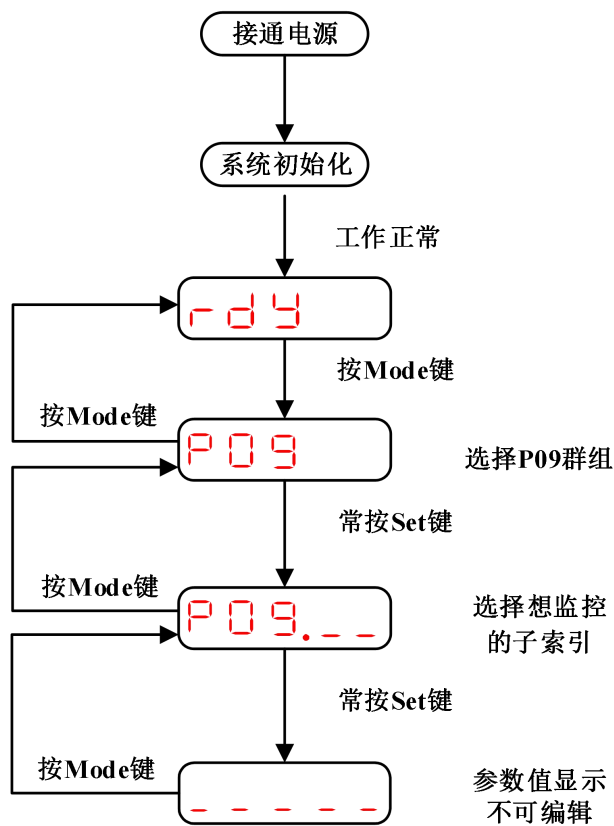 接通电源
系统初始化
工作正常
rdy
按Mode键
按Mode键
P09
选择P09群组
常按Set键
按Mode键
P09.__
选择想监控
的子索引
常按Set键
按Mode键
_ _ _ _ _
参数值显示
不可编辑